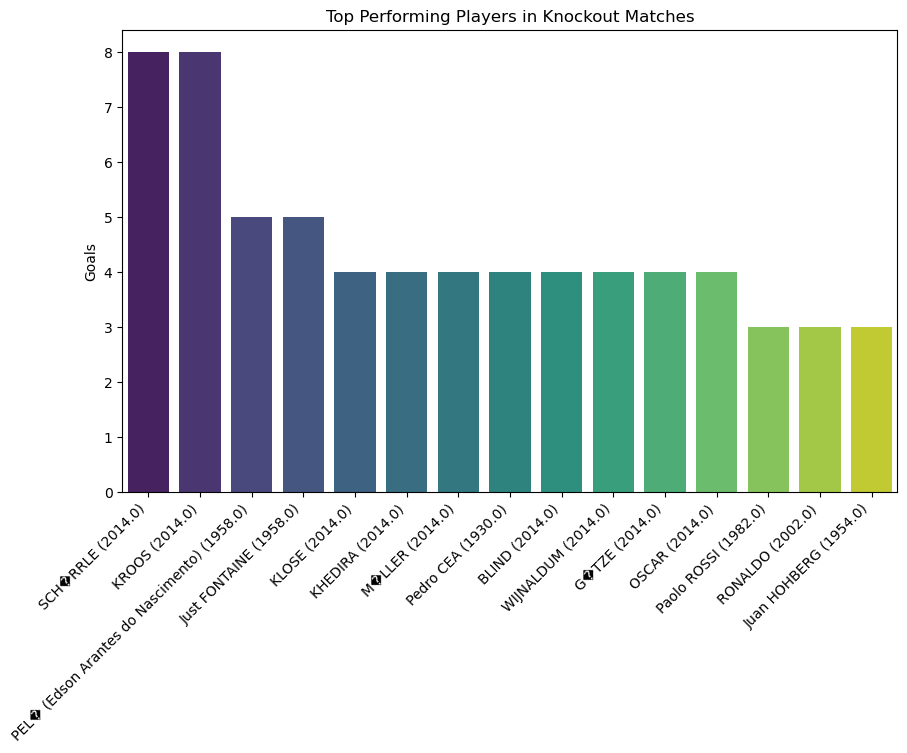 Top Performing Players in Knockout Matches
Goals
8
7
6
5
4
3
2
1
0
SCH�RRLE (2014.0)
KROOS (2014.0)
PEL� (Edson Arantes do Nascimento) (1958.0)
Just FONTAINE (1958.0)
KLOSE (2014.0)
KHEDIRA (2014.0)
M�LLER (2014.0)
Pedro CEA (1930.0)
BLIND (2014.0)
WIJNALDUM (2014.0)
G�TZE (2014.0)
OSCAR (2014.0)
Paolo ROSSI (1982.0)
RONALDO (2002.0)
Juan HOHBERG (1954.0)